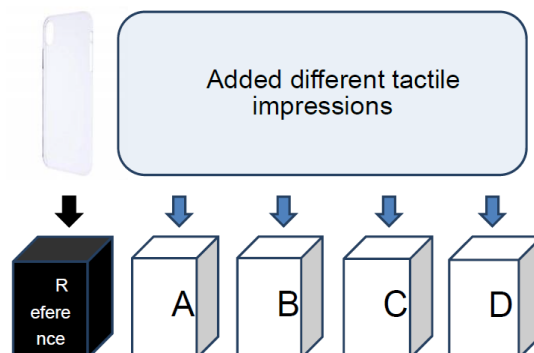 Added different tactile
impressions
R
efere
nce
A
B
C
D